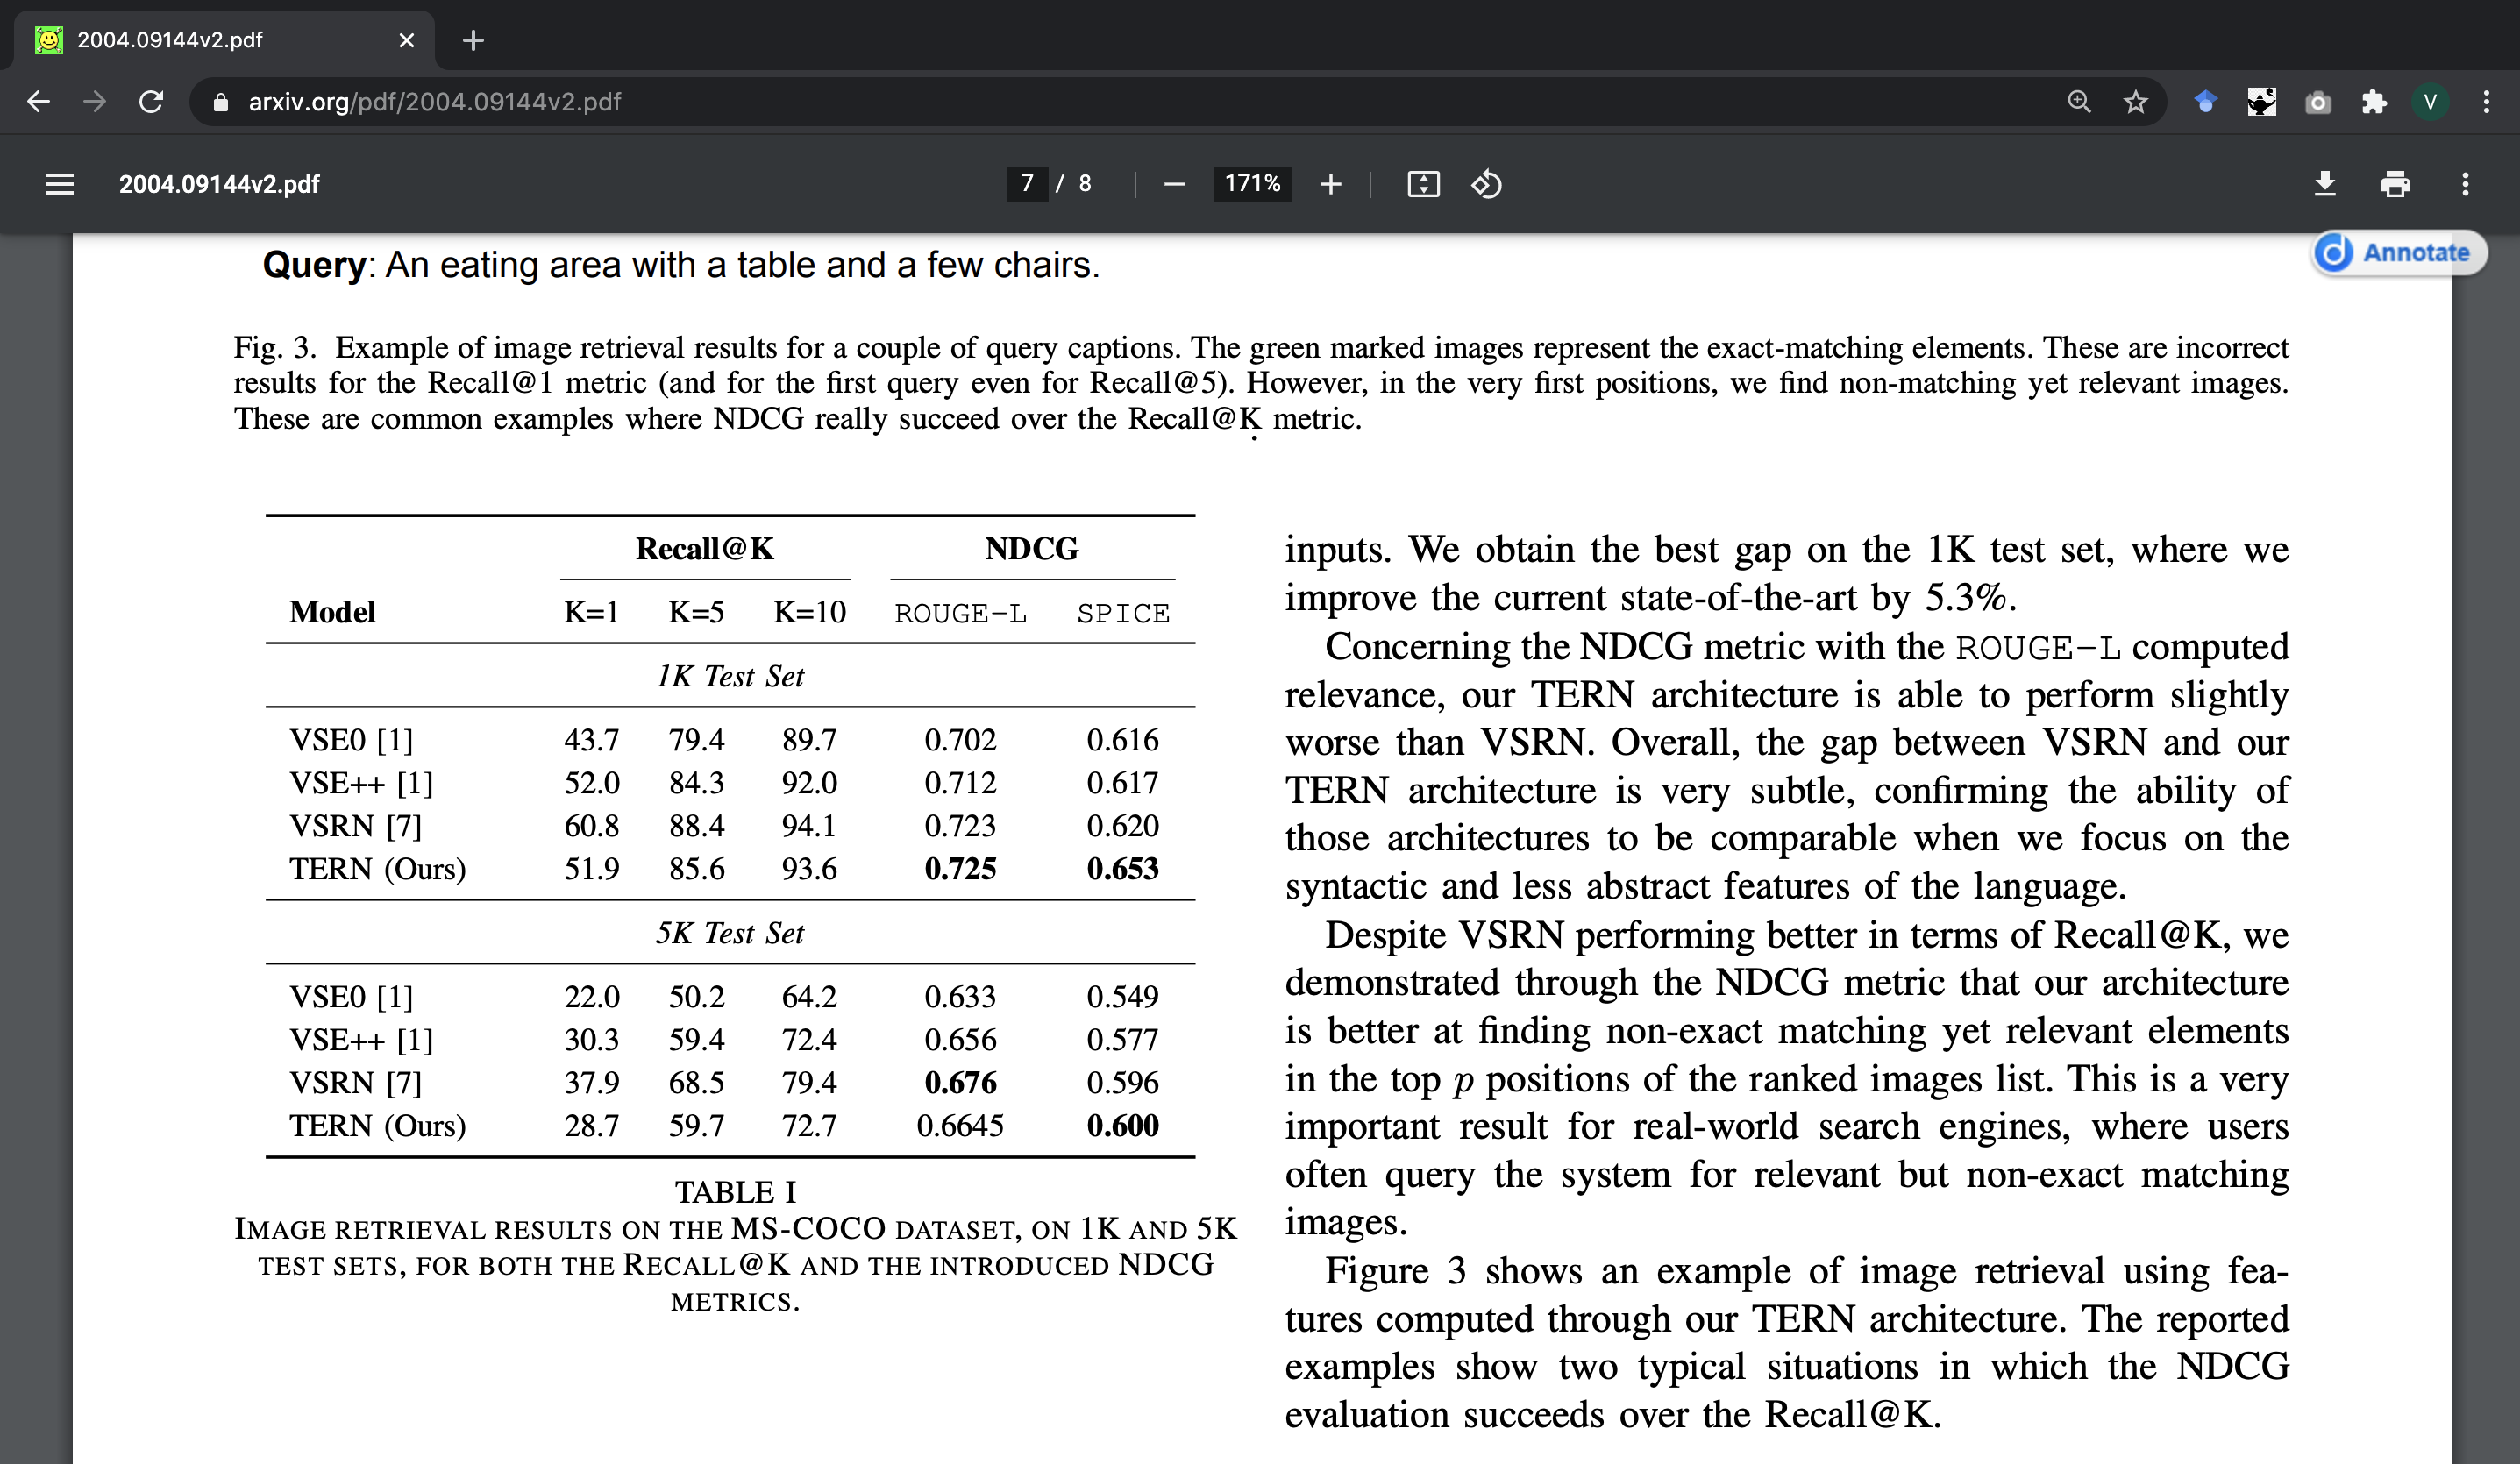 2004.09144v2.pdf
arxiv.org/pdf/2004.09144v2.pdf
V
2004.09144v2.pdf
7 / 8
171%
Annotate
Query: An eating area with a table and a few chairs.
Fig. 3. Example of image retrieval results for a couple of query captions. The green marked images represent the exact-matching elements. These are incorrect
results for the Recall@1 metric (and for the first query even for Recall@5). However, in the very first positions, we find non-matching yet relevant images.
These are common examples where NDCG really succeed over the Recall@K metric.
Recall@K NDCG
Model K=1 K=5 K=10 ROUGE-L SPICE
1K Test Set
VSE0 [1] 43.7 79.4 89.7 0.702 0.616
VSE++ [1] 52.0 84.3 92.0 0.712 0.617
VSRN [7] 60.8 88.4 94.1 0.723 0.620
TERN (Ours) 51.9 85.6 93.6 0.725 0.653
5K Test Set
VSE0 [1] 22.0 50.2 64.2 0.633 0.549
VSE++ [1] 30.3 59.4 72.4 0.656 0.577
VSRN [7] 37.9 68.5 79.4 0.676 0.596
TERN (Ours) 28.7 59.7 72.7 0.6645 0.600
TABLE I
IMAGE RETRIEVAL RESULTS ON THE MS-COCO DATASET, ON 1K AND 5K
TEST SETS, FOR BOTH THE RECALL@K AND THE INTRODUCED NDCG
METRICS.
inputs. We obtain the best gap on the 1K test set, where we
improve the current state-of-the-art by 5.3%.
Concerning the NDCG metric with the ROUGE-L computed
relevance, our TERN architecture is able to perform slightly
worse than VSRN. Overall, the gap between VSRN and our
TERN architecture is very subtle, confirming the ability of
those architectures to be comparable when we focus on the
syntactic and less abstract features of the language.
Despite VSRN performing better in terms of Recall@K, we
demonstrated through the NDCG metric that our architecture
is better at finding non-exact matching yet relevant elements
in the top p positions of the ranked images list. This is a very
important result for real-world search engines, where users
often query the system for relevant but non-exact matching
images.
Figure 3 shows an example of image retrieval using fea-
tures computed through our TERN architecture. The reported
examples show two typical situations in which the NDCG
evaluation succeeds over the Recall@K.